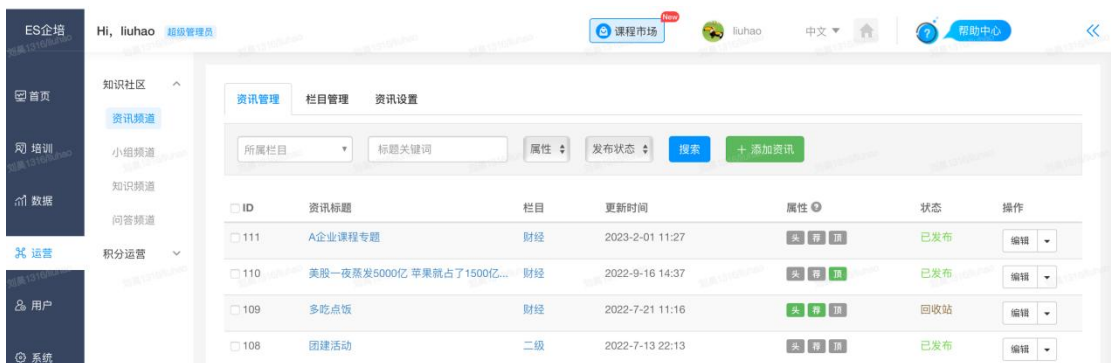 ES企培 Hi, liuhao 超级管理员 课程市场 New liuhao 中文 帮助中心
首页
培训
数据
运营
用户
系统
知识社区
资讯频道
小组频道
知识频道
问答频道
积分运营
资讯管理 栏目管理 资讯设置
所属栏目 标题关键词 属性 发布状态 搜索 + 添加资讯
ID 资讯标题 栏目 更新时间 属性 状态 操作
111 A企业课程专题 财经 2023-2-01 11:27 头 荐 顶 已发布 编辑
110 美股一夜蒸发5000亿 苹果就占了1500亿... 财经 2022-9-16 14:37 头 荐 顶 已发布 编辑
109 多吃点饭 财经 2022-7-21 11:16 头 荐 顶 回收站 编辑
108 团建活动 二级 2022-7-13 22:13 头 荐 顶 已发布 编辑